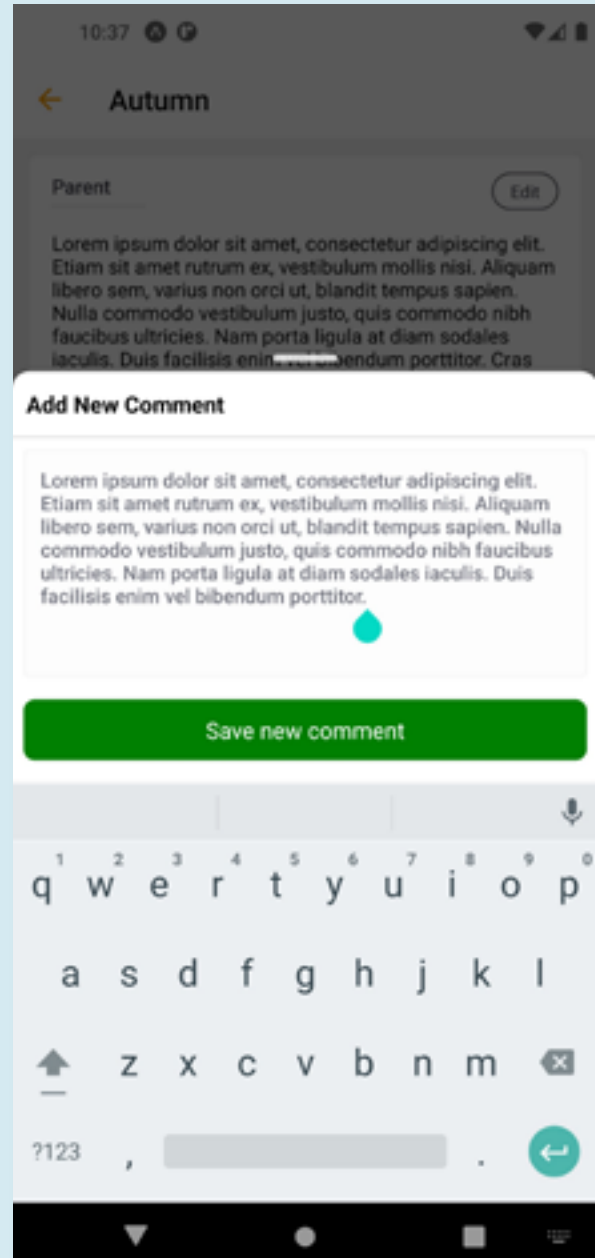 10:37
Autumn
Parent
Edit
Lorem ipsum dolor sit amet, consectetur adipiscing elit.
Etiam sit amet rutrum ex, vestibulum mollis nisi. Aliquam
libero sem, varius non orci ut, blandit tempus sapien.
Nulla commodo vestibulum justo, quis commodo nibh
faucibus ultricies. Nam porta ligula at diam sodales
iaculis. Duis facilisis enim vel bibendum porttitor. Cras
Add New Comment
Lorem ipsum dolor sit amet, consectetur adipiscing elit.
Etiam sit amet rutrum ex, vestibulum mollis nisi. Aliquam
libero sem, varius non orci ut, blandit tempus sapien. Nulla
commodo vestibulum justo, quis commodo nibh faucibus
ultricies. Nam porta ligula at diam sodales iaculis. Duis
facilisis enim vel bibendum porttitor.
Save new comment
1 2 3 4 5 6 7 8 9 0
q w e r t y u i o p
a s d f g h j k l
z x c v b n m
?123 , .